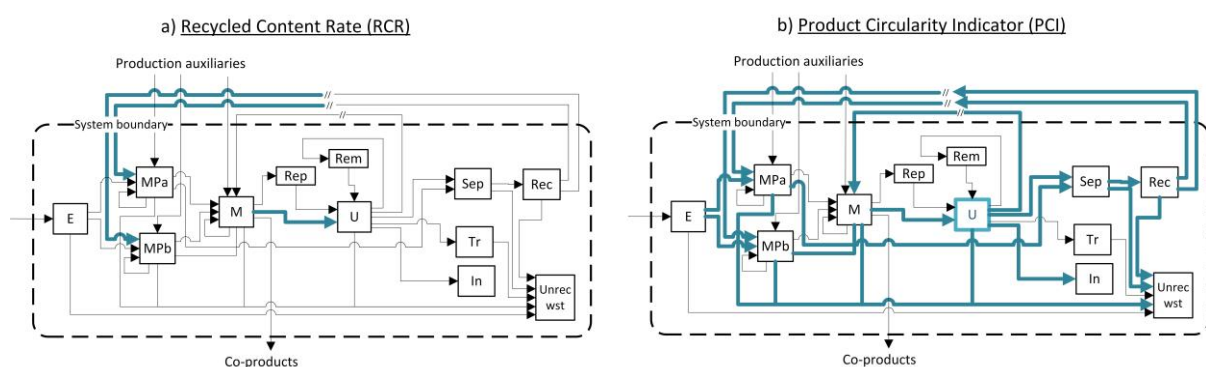 a) Recycled Content Rate (RCR)
Production auxiliaries
//
//
//
System boundary
MPa
Rep
Rem
Sep
Rec
E
M
U
MPb
Tr
In
Unrec
wst
Co-products
b) Product Circularity Indicator (PCI)
Production auxiliaries
//
//
//
System boundary
MPa
Rep
Rem
Sep
Rec
E
M
U
MPb
Tr
In
Unrec
wst
Co-products